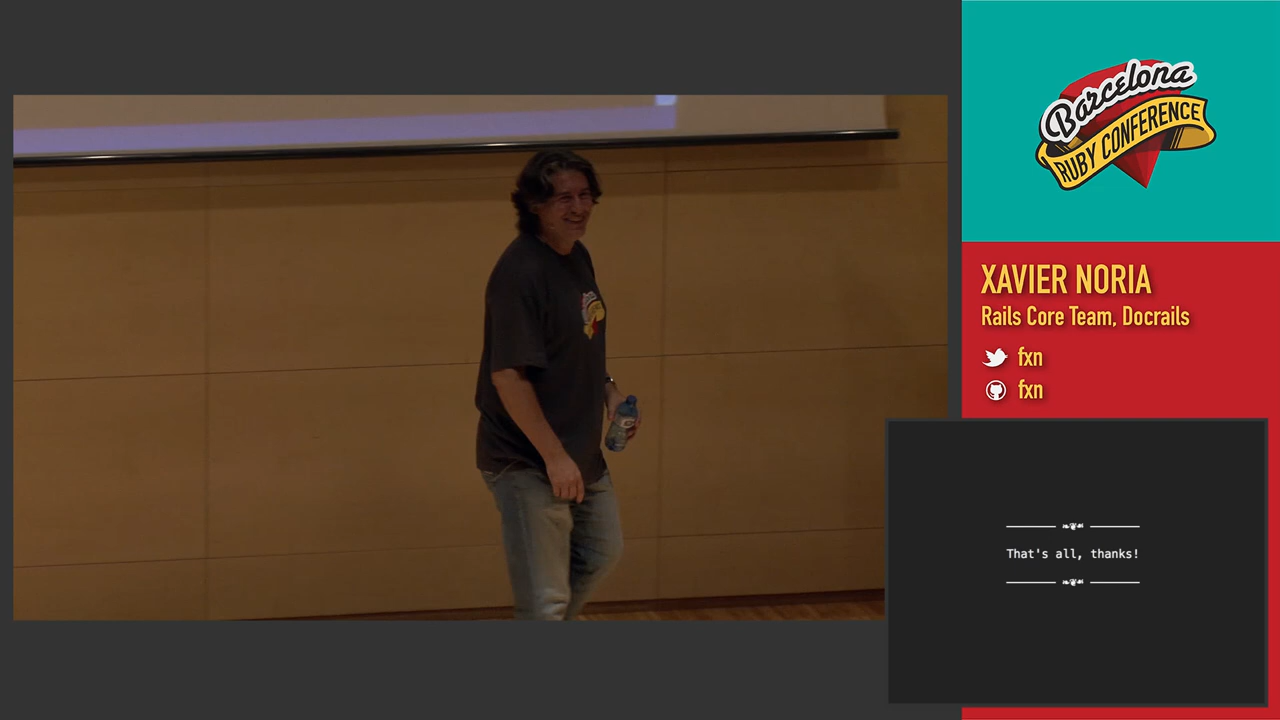 Barcelona
RUBY CONFERENCE
XAVIER NORIA
Rails Core Team, Docrails
fxn
fxn
That's all, thanks!